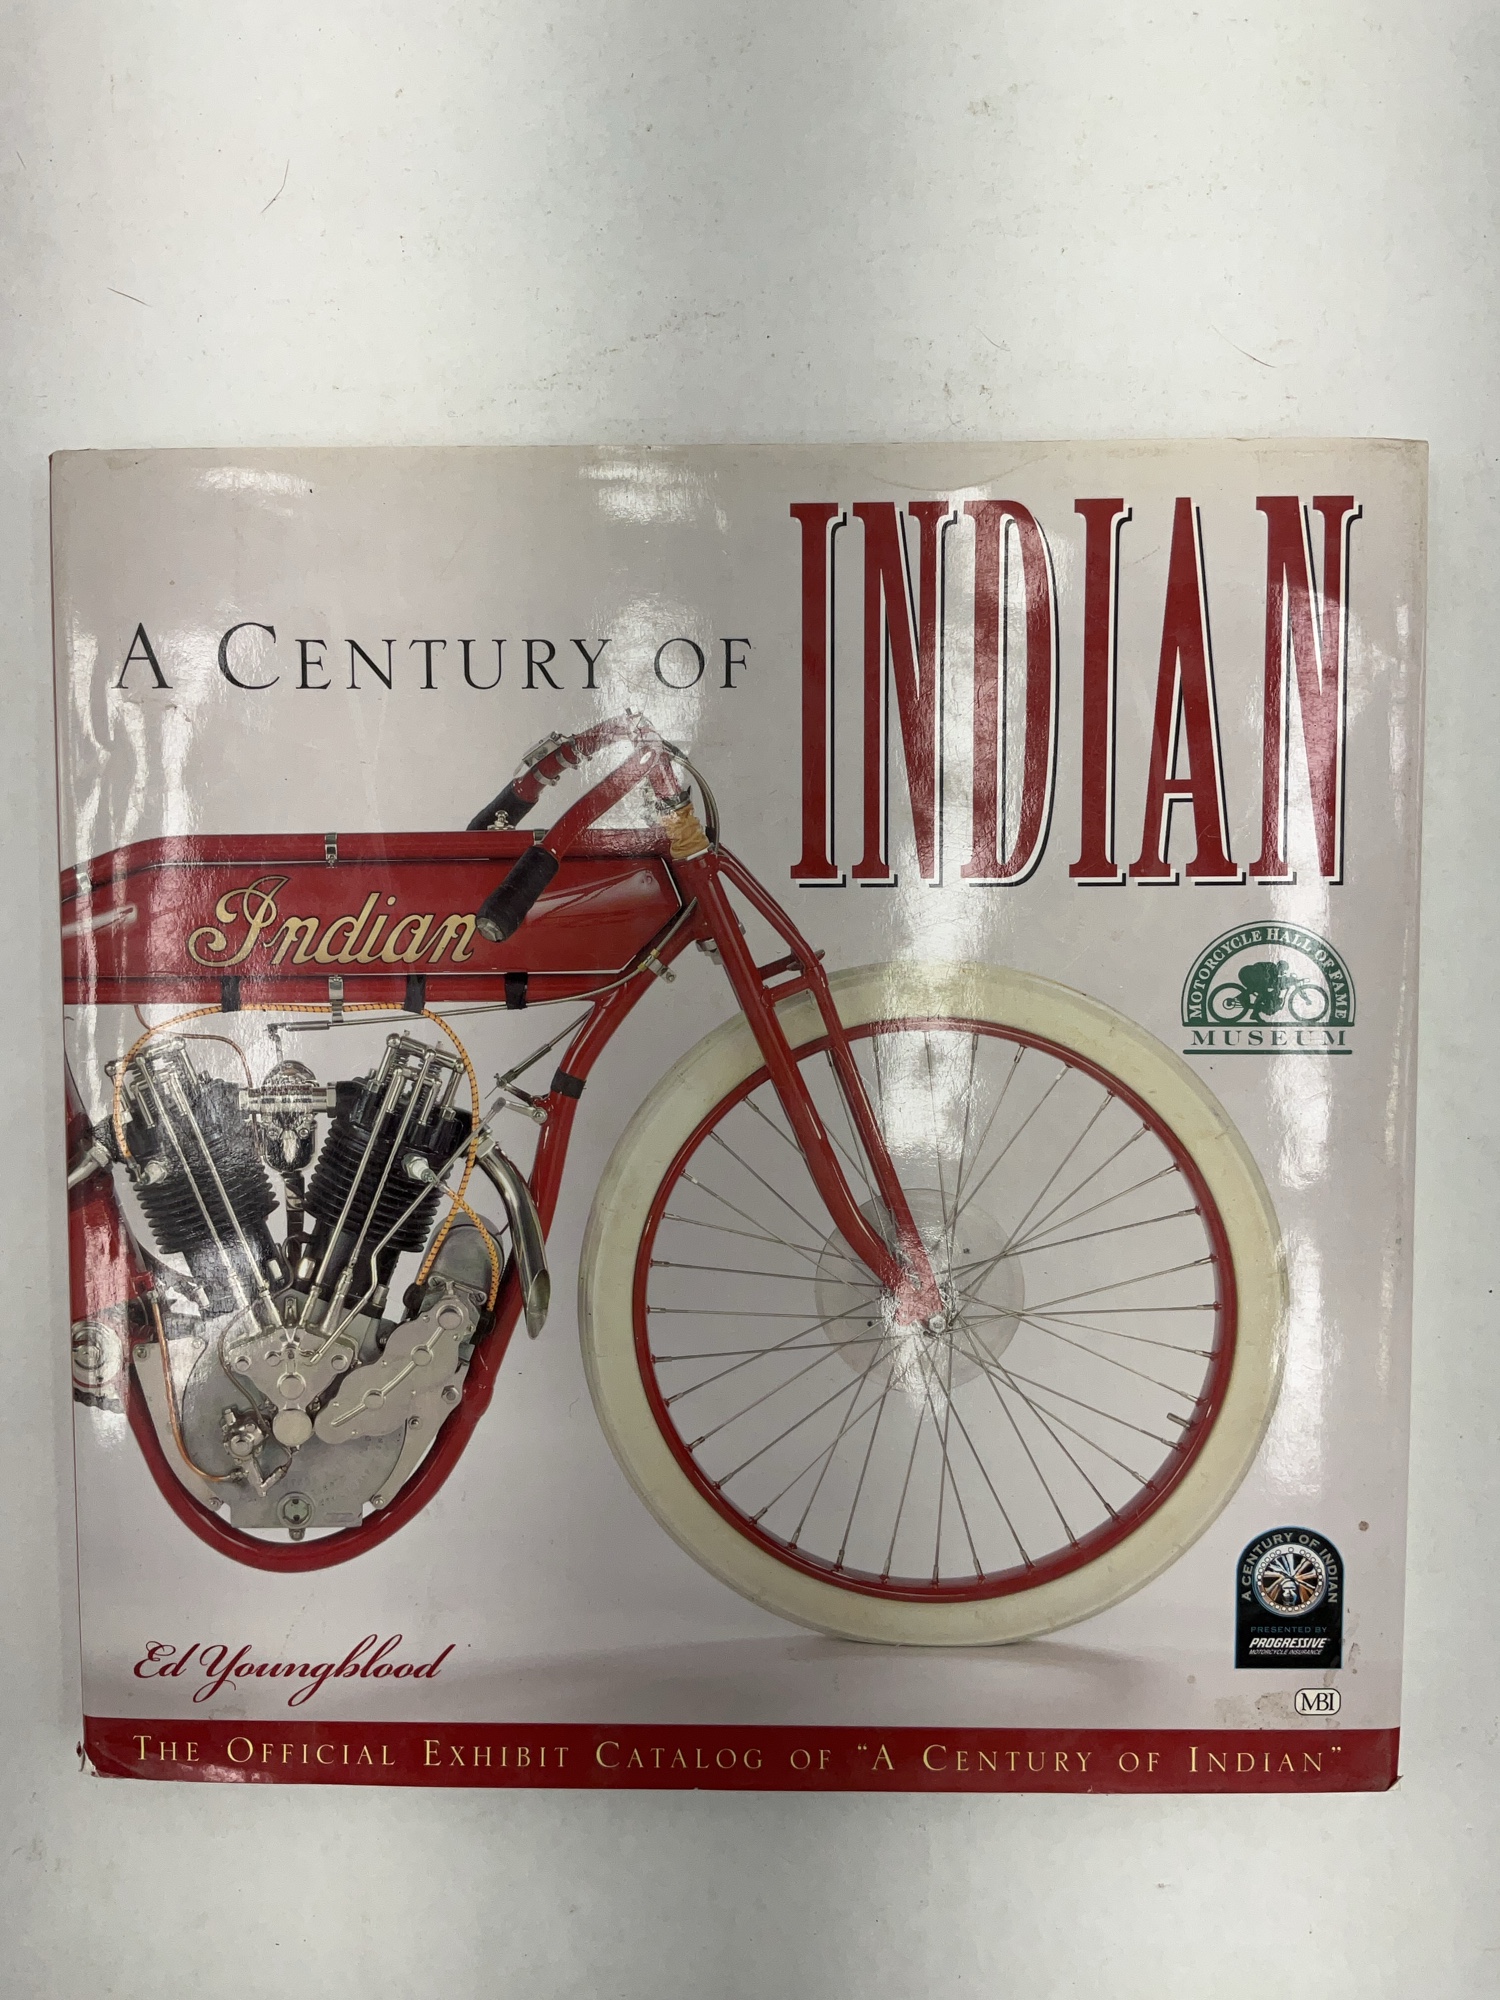 A CENTURY OF INDIAN
Indian
MOTORCYCLE HALL OF FAME
MUSEUM
A CENTURY OF INDIAN
PRESENTED BY
PROGRESSIVE
MOTORCYCLE INSURANCE
Ed Youngblood
MBI
THE OFFICIAL EXHIBIT CATALOG OF "A CENTURY OF INDIAN"